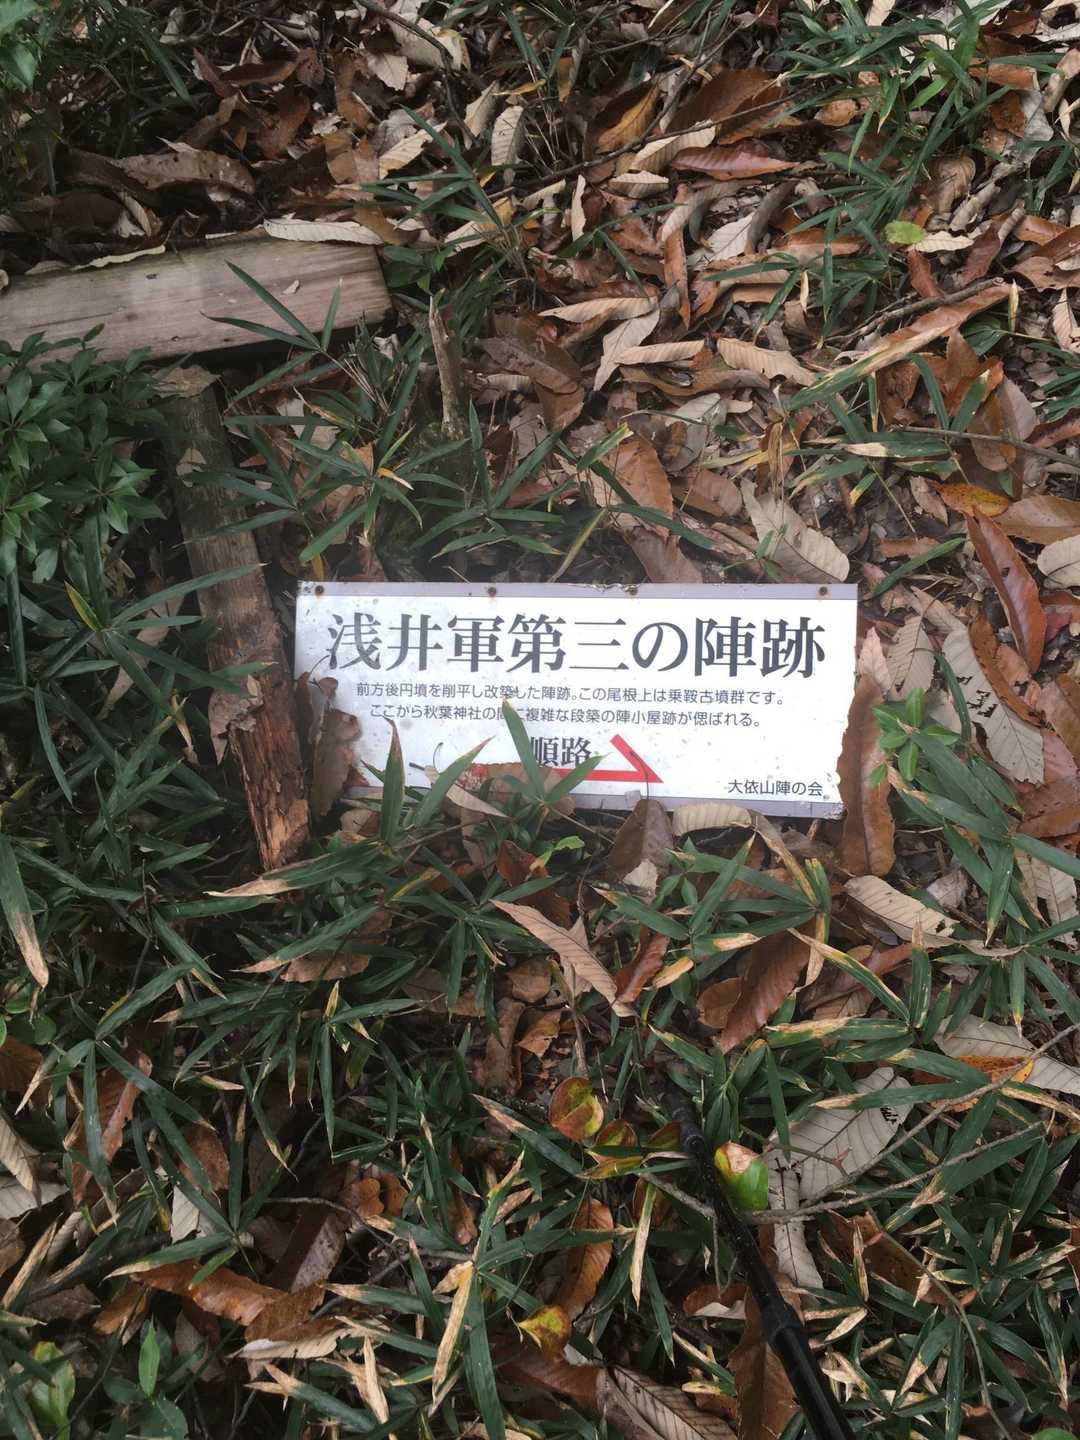 浅井軍第三の陣跡
前方後円墳を削平し改築した陣跡。この尾根上は乗鞍古墳群です。
ここから秋葉神社の間に複雑な段築の陣小屋跡が偲ばれる。
順路
大依山陣の会